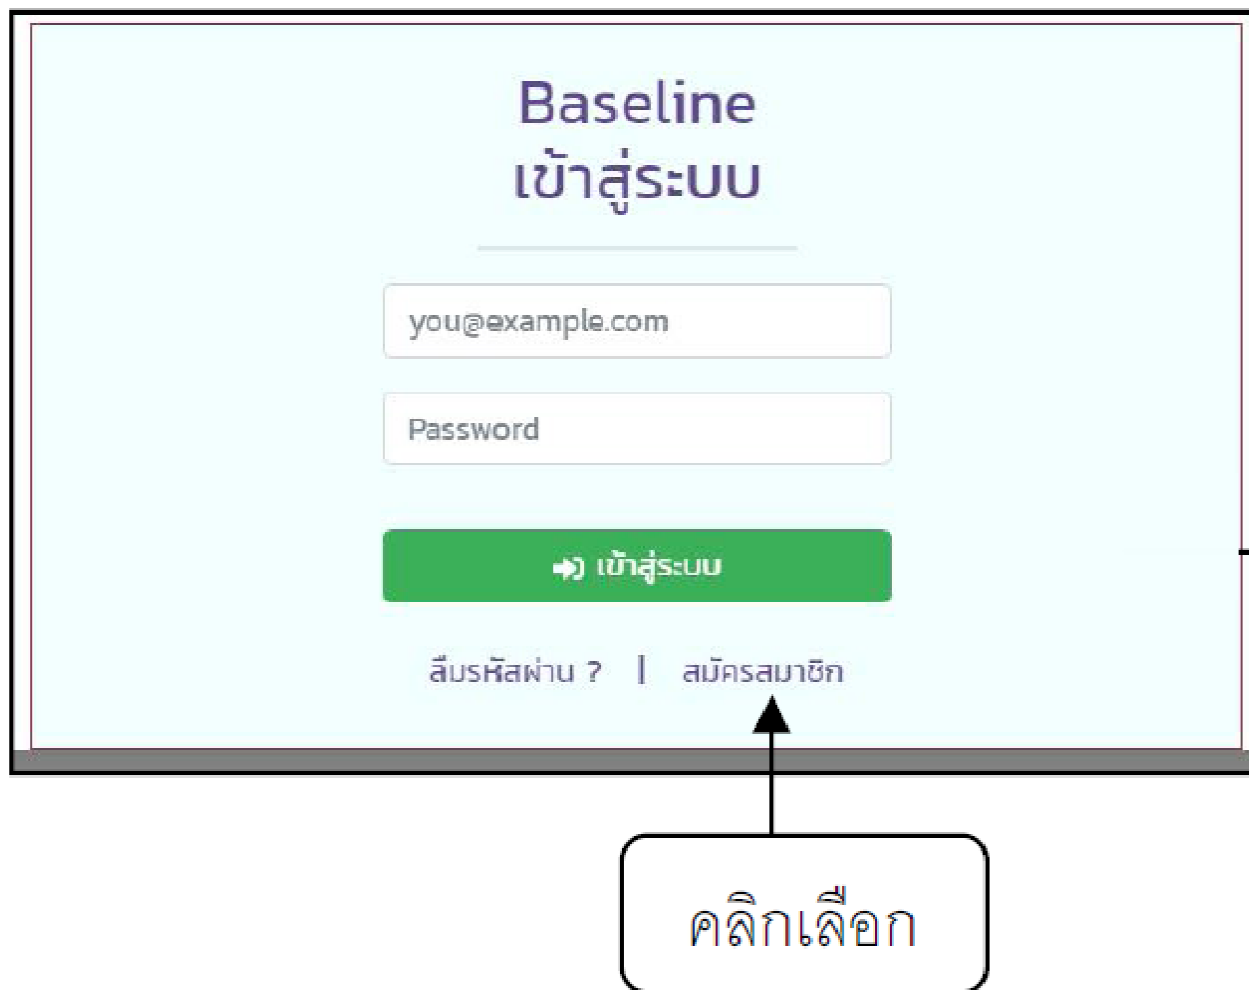 Baseline
เข้าสู่ระบบ
you@example.com
Password
เข้าสู่ระบบ
ลืมรหัสผ่าน ? | สมัครสมาชิก
คลิกเลือก